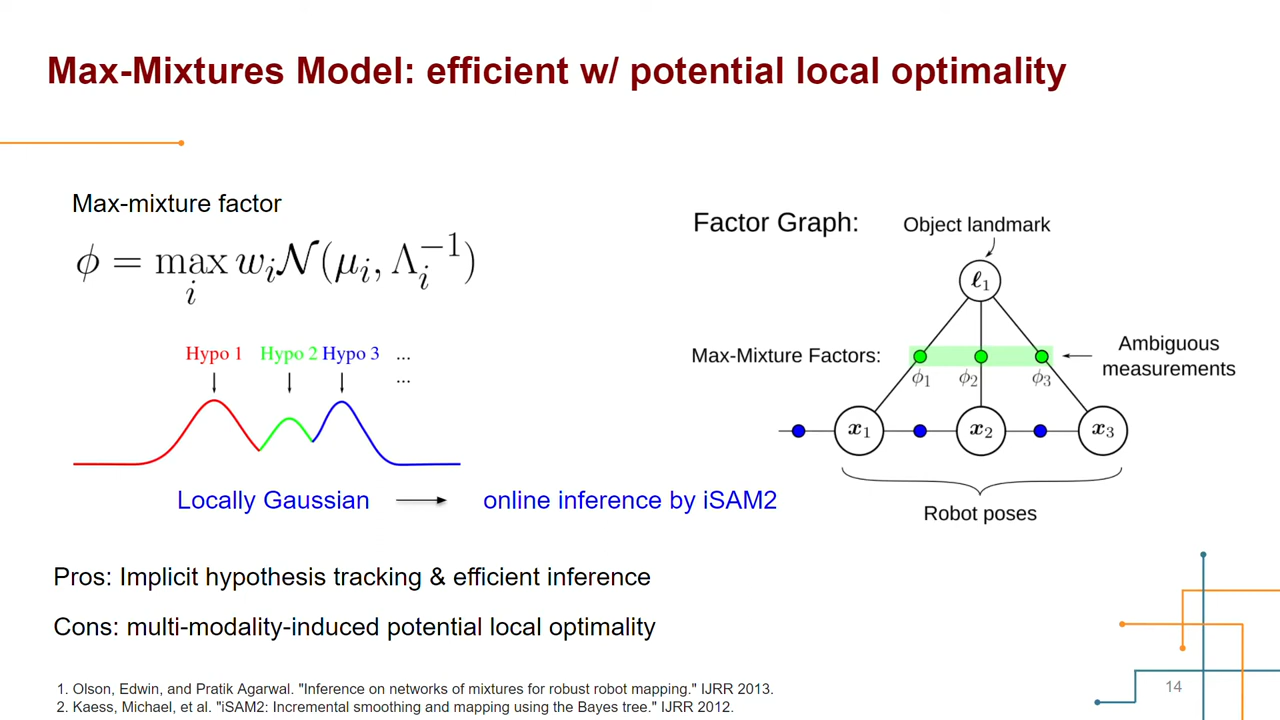 Max-Mixtures Model: efficient w/ potential local optimality
Max-mixture factor
ϕ = max_i w_i 𝒩(μ_i, Λ_i^{-1})
Hypo 1 Hypo 2 Hypo 3 ...
...
Locally Gaussian → online inference by iSAM2
Factor Graph:
Object landmark
ℓ₁
Max-Mixture Factors:
ϕ₁ ϕ₂ ϕ₃
Ambiguous
measurements
x₁ x₂ x₃
Robot poses
Pros: Implicit hypothesis tracking & efficient inference
Cons: multi-modality-induced potential local optimality
1. Olson, Edwin, and Pratik Agarwal. "Inference on networks of mixtures for robust robot mapping." IJRR 2013.
2. Kaess, Michael, et al. "iSAM2: Incremental smoothing and mapping using the Bayes tree." IJRR 2012.
14